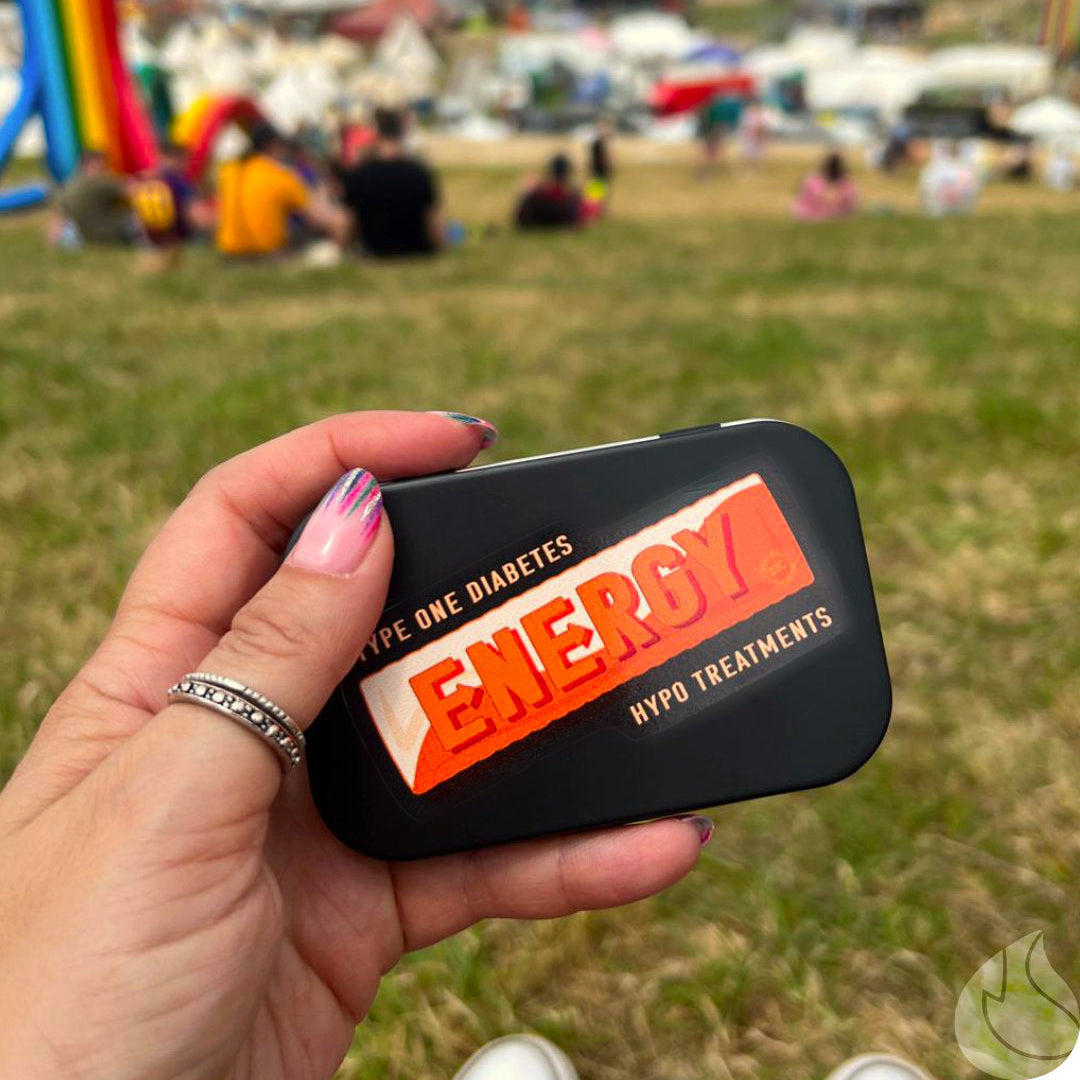 TYPE ONE DIABETES
ENERGY
HYPO TREATMENTS